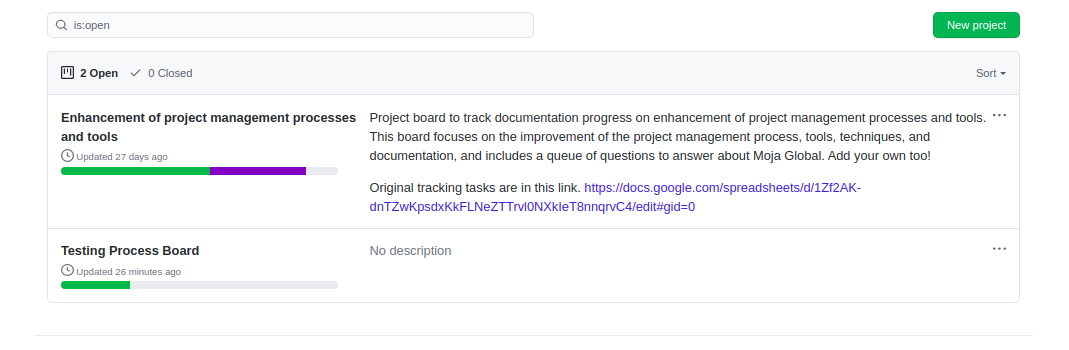 is:open
New project
2 Open
0 Closed
Sort
Enhancement of project management processes
and tools
Updated 27 days ago
Project board to track documentation progress on enhancement of project management processes and tools.
This board focuses on the improvement of the project management process, tools, techniques, and
documentation, and includes a queue of questions to answer about Moja Global. Add your own too!
Original tracking tasks are in this link. https://docs.google.com/spreadsheets/d/1Zf2AK-
dnTZwKpsdxKkFLNeZTTrvl0NXkIeT8nnqrvC4/edit#gid=0
Testing Process Board
Updated 26 minutes ago
No description